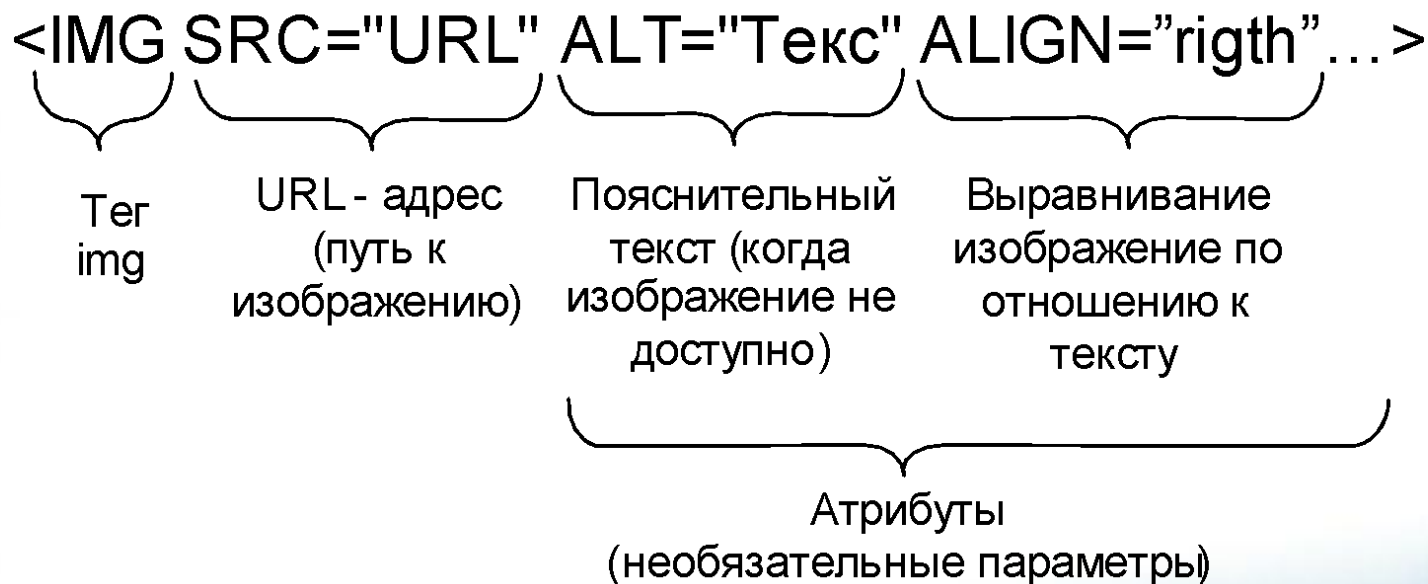 <IMG SRC="URL" ALT="Текс" ALIGN=”rigth”...>
Тег
img
URL - адрес
(путь к
изображению)
Пояснительный
текст (когда
изображение не
доступно)
Выравнивание
изображение по
отношению к
тексту
Атрибуты
(необязательные параметры)